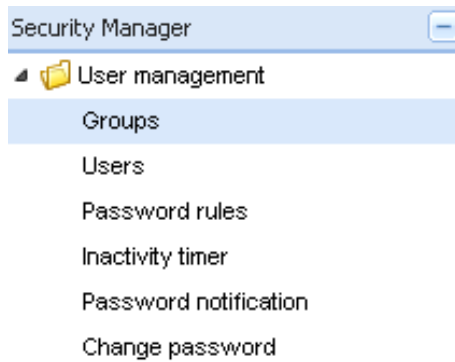 Security Manager
User management
Groups
Users
Password rules
Inactivity timer
Password notification
Change password